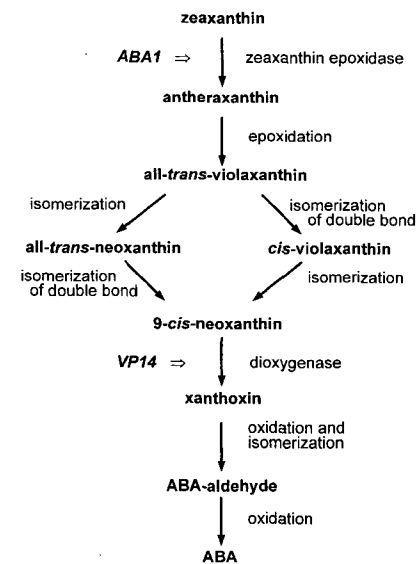 zeaxanthin
ABA1 ⇒ zeaxanthin epoxidase
antheraxanthin
epoxidation
all-trans-violaxanthin
isomerization
isomerization
of double bond
all-trans-neoxanthin
cis-violaxanthin
isomerization
of double bond
isomerization
9-cis-neoxanthin
VP14 ⇒ dioxygenase
xanthoxin
oxidation and
isomerization
ABA-aldehyde
oxidation
ABA